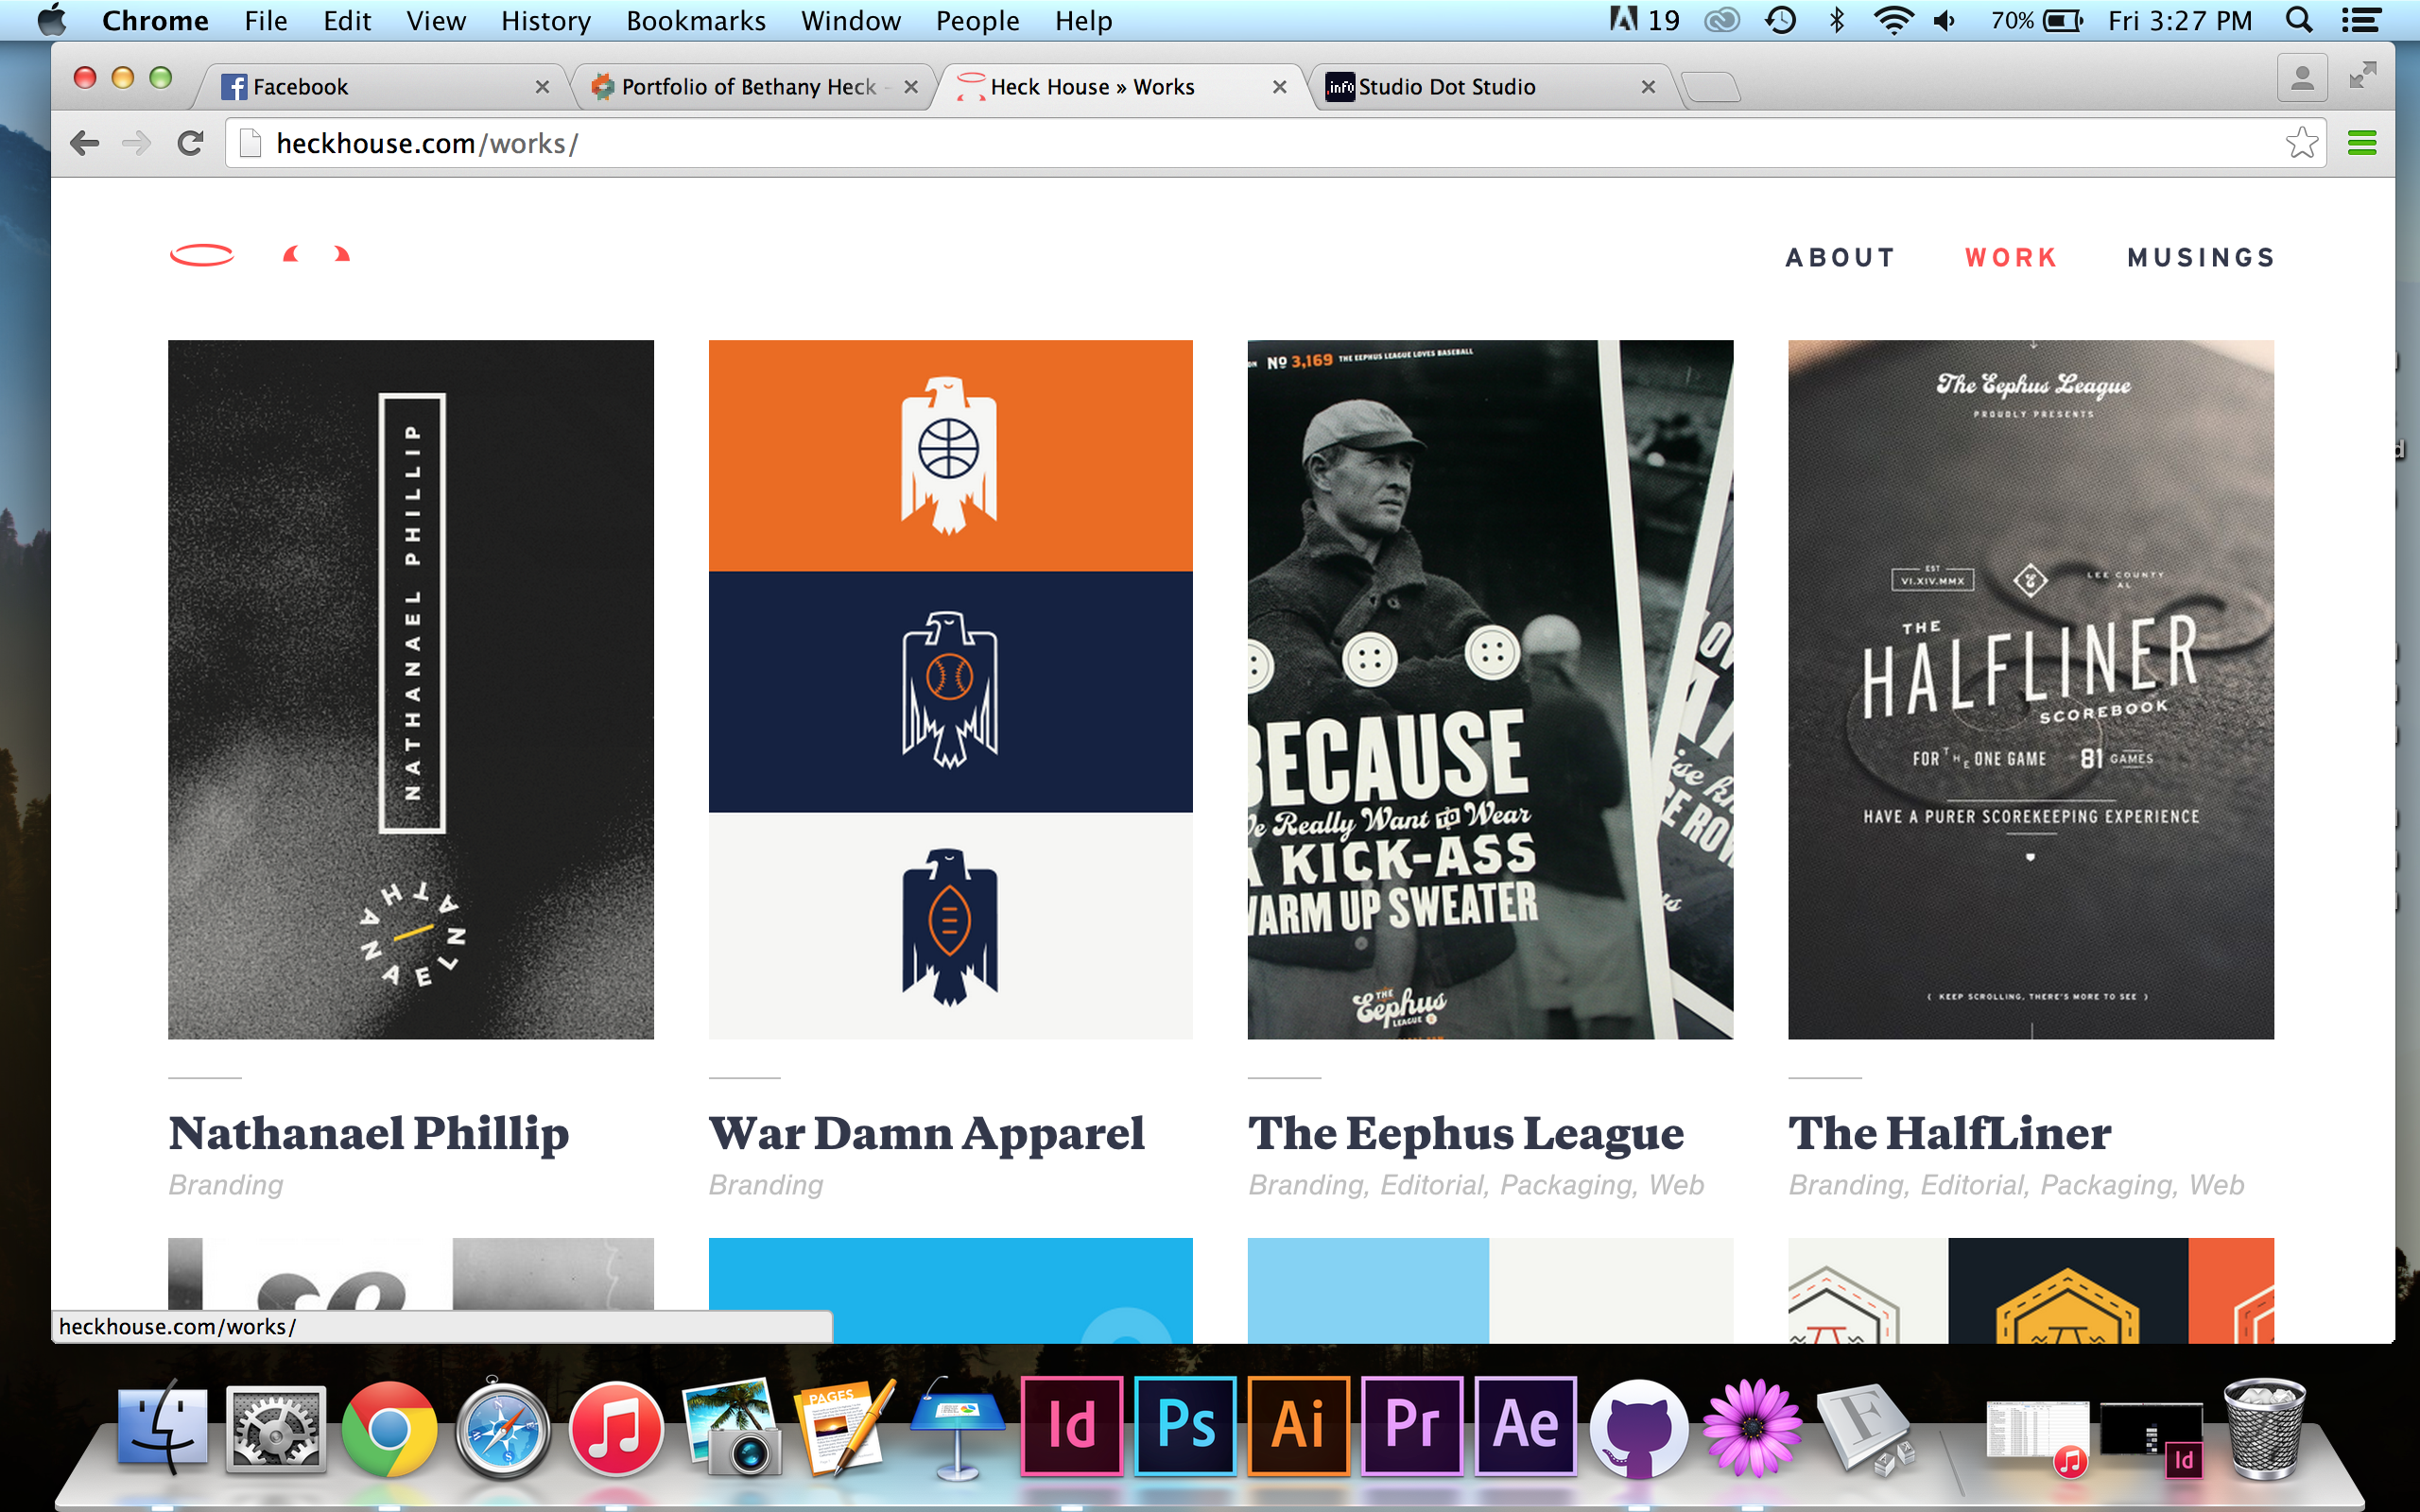 Chrome File Edit View History Bookmarks Window People Help 19 70% Fri 3:27 PM
Facebook Portfolio of Bethany Heck - Heck House » Works .info Studio Dot Studio
heckhouse.com/works/
ABOUT WORK MUSINGS
NATHANAEL PHILLIP
NATHANAEL
Nº 3,169 THE EEPHUS LEAGUE LOVES BASEBALL
BECAUSE
We Really Want TO Wear
A KICK-ASS
WARM UP SWEATER
THE
Eephus
LEAGUE
The Eephus League
PROUDLY PRESENTS
EST
VI.XIV.MMX
LEE COUNTY
AL
THE
HALFLINER
SCOREBOOK
FOR THE ONE GAME 81 GAMES
HAVE A PURER SCOREKEEPING EXPERIENCE
( KEEP SCROLLING, THERE'S MORE TO SEE )
Nathanael Phillip
Branding
War Damn Apparel
Branding
The Eephus League
Branding, Editorial, Packaging, Web
The HalfLiner
Branding, Editorial, Packaging, Web
heckhouse.com/works/
PAGES
Id Ps Ai Pr Ae F Id